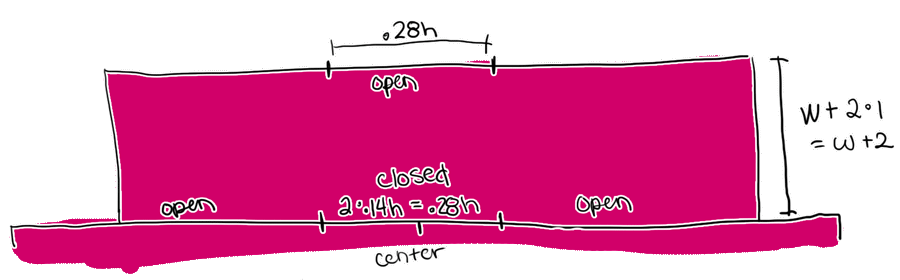 .28h
open
W + 2·1
= w+2
closed
open 2·.14h = .28h open
center